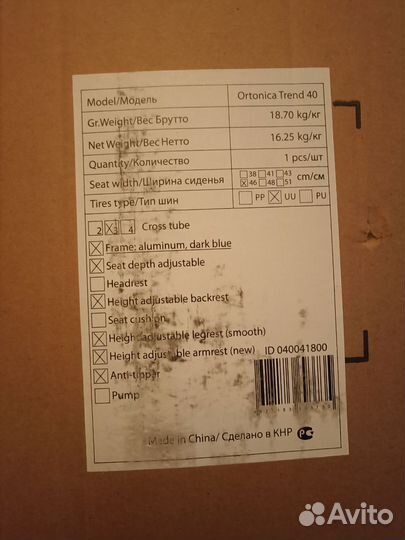 Model/Модель Ortonica Trend 40
Gr.Weight/Вес Брутто 18.70 kg/кг
Net Weight/Вес Нетто 16.25 kg/кг
Quantity/Количество 1 pcs/шт
Seat width/Ширина сиденья 38 41 43 cm/см
46 48 51
Tires type/Тип шин PP UU PU
2 3 4 Cross tube
Frame: aluminum, dark blue
Seat depth adjustable
Headrest
Height adjustable backrest
Seat cushion
Height adjustable legrest (smooth)
Height adjustable armrest (new) ID 040041800
Anti-tipper
Pump
Made in China/ Сделано в КНР
Avito